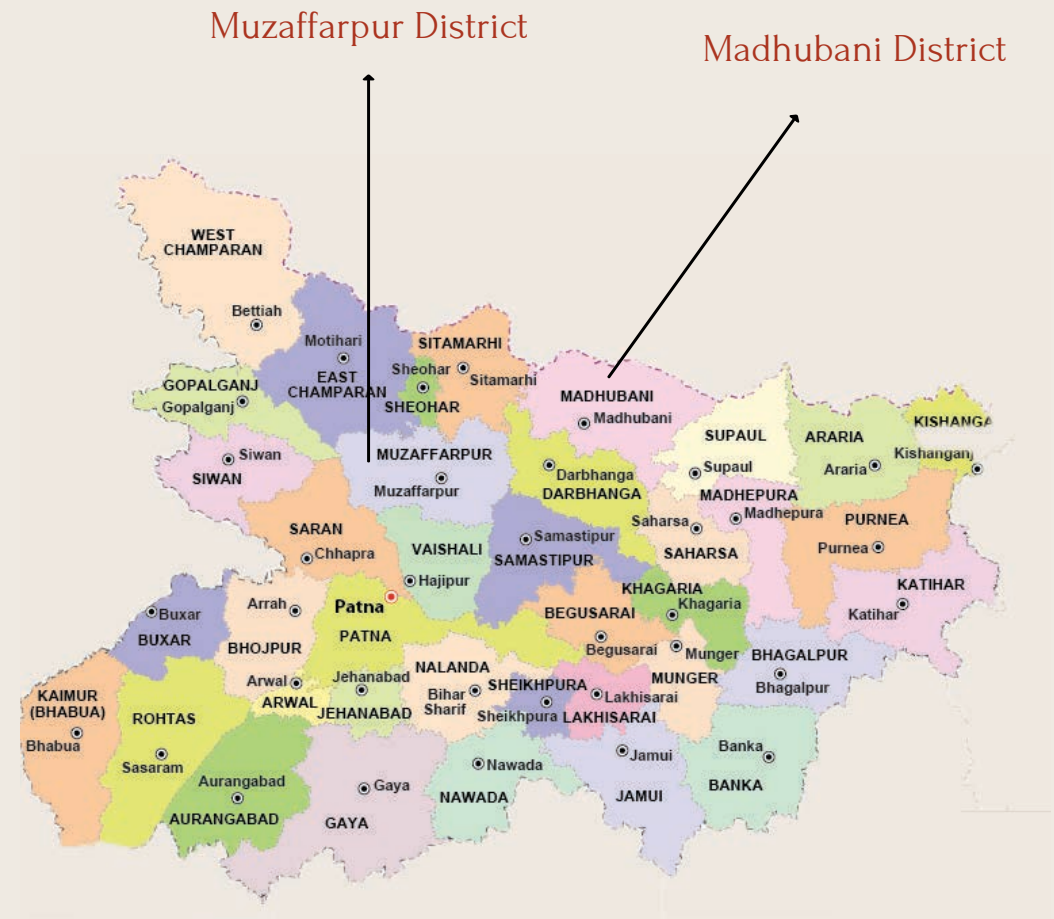 Muzaffarpur District
Madhubani District
WEST
CHAMPARAN
Bettiah
Motihari
EAST
CHAMPARAN
SITAMARHI
Sheohar
Sitamarhi
SHEOHAR
GOPALGANJ
Gopalganj
MADHUBANI
Madhubani
KISHANGA
SUPAUL
Supaul
ARARIA
Araria
Kishanganj
Siwan
SIWAN
MUZAFFARPUR
Muzaffarpur
Darbhanga
DARBHANGA
MADHEPURA
Madhepura
PURNEA
Purnea
SARAN
Chhapra
VAISHALI
Hajipur
Samastipur
SAMASTIPUR
Saharsa
SAHARSA
KATIHAR
Katihar
KHAGARIA
Khagaria
Buxar
BUXAR
Arrah
BHOJPUR
Patna
PATNA
BEGUSARAI
Begusarai
Munger
MUNGER
BHAGALPUR
Bhagalpur
Arwal
ARWAL
Jehanabad
JEHANABAD
NALANDA
Bihar
Sharif
SHEIKHPURA
Sheikhpura
Lakhisarai
LAKHISARAI
KAIMUR
(BHABUA)
Bhabua
ROHTAS
Sasaram
Aurangabad
AURANGABAD
Gaya
GAYA
Nawada
NAWADA
Jamui
JAMUI
Banka
BANKA